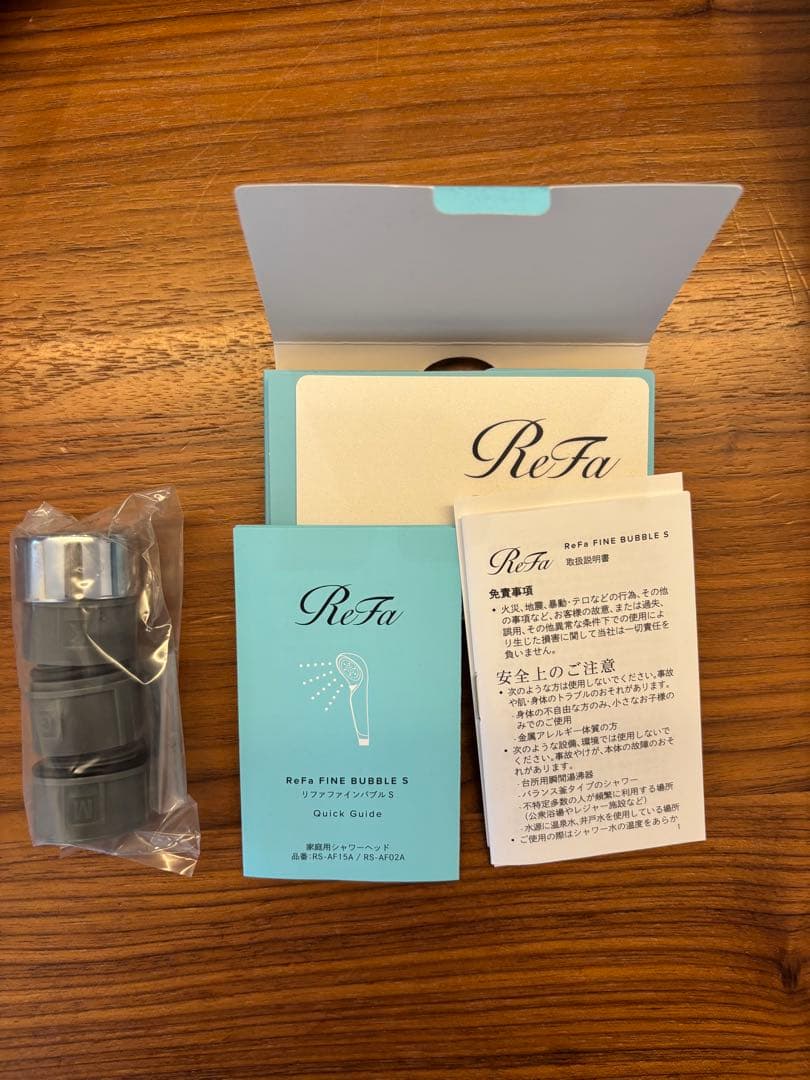 ReFa
ReFa
ReFa FINE BUBBLE S
リファファインバブル S
Quick Guide
家庭用シャワーヘッド
品番:RS-AF15A / RS-AF02A
ReFa
ReFa FINE BUBBLE S
取扱説明書
免責事項
• 火災、地震、暴動・テロなどの行為、その他
の事項など、お客様の故意、または過失、
誤用、その他異常な条件下での使用によ
り生じた損害に関して当社は一切責任を
負いません。
安全上のご注意
• 次のような方は使用しないでください。事故
や肌・身体のトラブルのおそれがあります。
- 身体の不自由な方のみ、小さなお子様の
みでのご使用
- 金属アレルギー体質の方
• 次のような設備、環境では使用しないで
ください。事故やけが、本体の故障のおそ
れがあります。
- 台所用瞬間湯沸器
- バランス釜タイプのシャワー
- 不特定多数の人が頻繁に利用する場所
（公衆浴場やレジャー施設など）
- 水源に温泉水、井戸水を使用している場所
• ご使用の際はシャワー水の温度をあらか
1
M